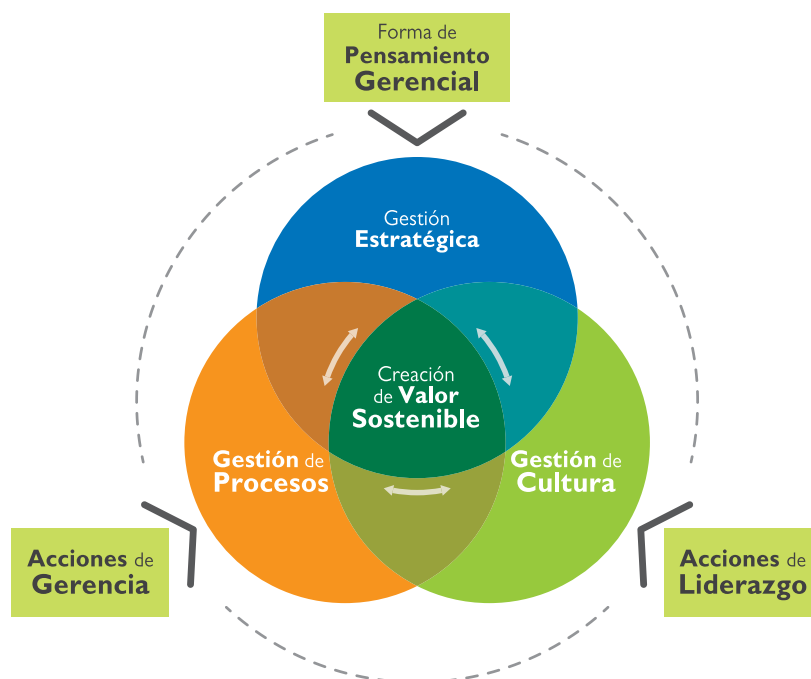 Forma de
Pensamiento
Gerencial
Gestión
Estratégica
Creación
de Valor
Sostenible
Gestión de
Procesos
Gestión de
Cultura
Acciones de
Gerencia
Acciones de
Liderazgo